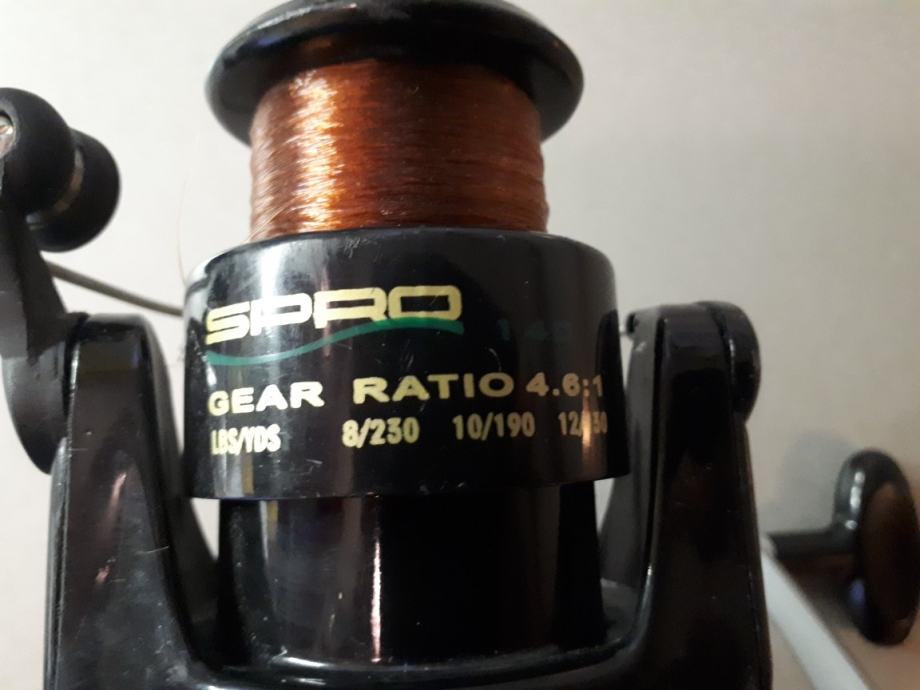 SPRO
GEAR RATIO 4.6:1
LBS/YDS 8/230 10/190